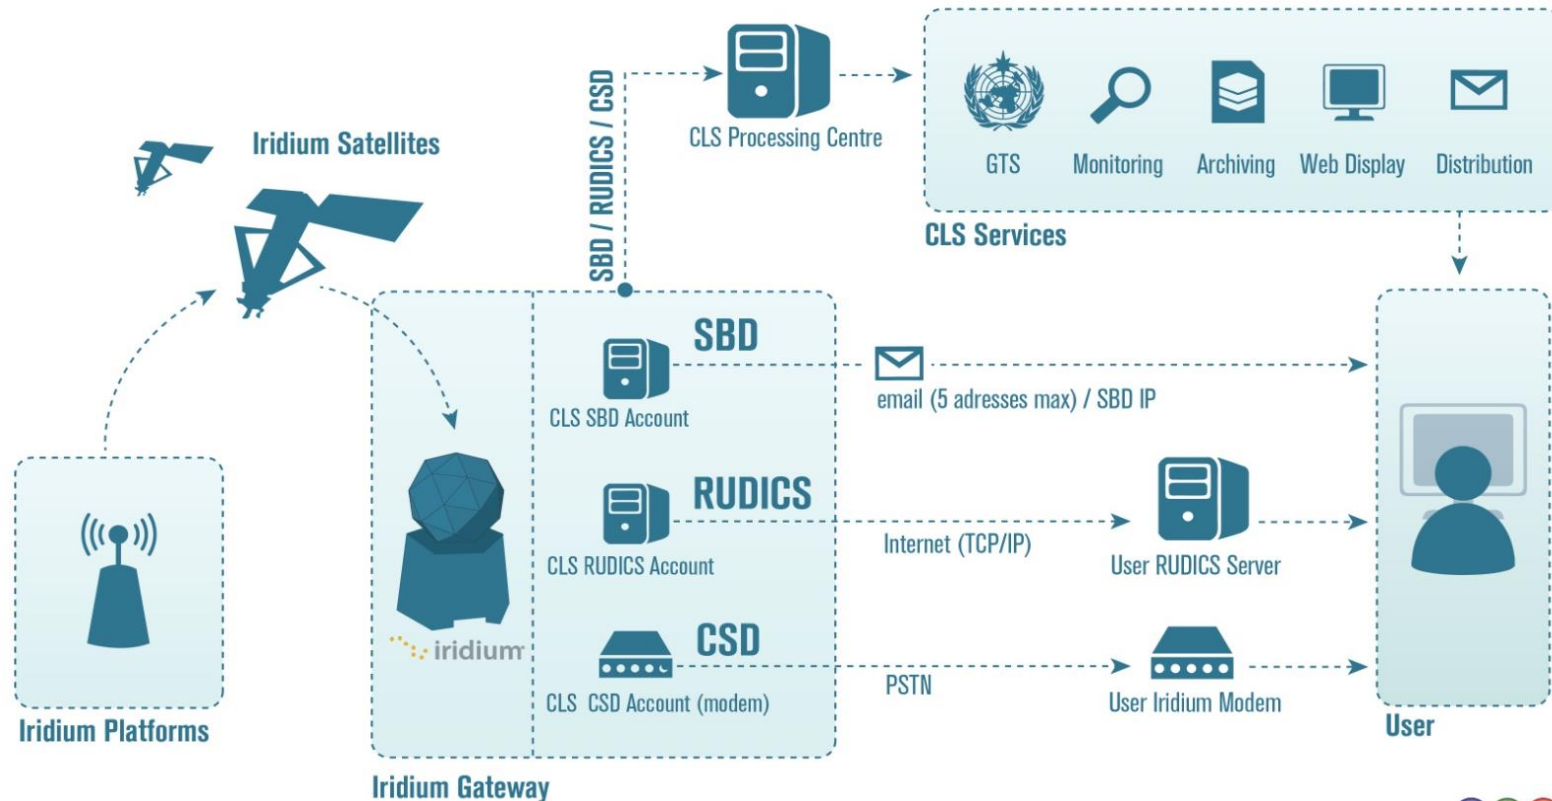 Iridium Satellites
SBD / RUDICS / CSD
CLS Processing Centre
GTS
Monitoring
Archiving
Web Display
Distribution
CLS Services
SBD
CLS SBD Account
email (5 adresses max) / SBD IP
RUDICS
CLS RUDICS Account
Internet (TCP/IP)
User RUDICS Server
iridium
CSD
CLS CSD Account (modem)
PSTN
User Iridium Modem
User
Iridium Platforms
Iridium Gateway